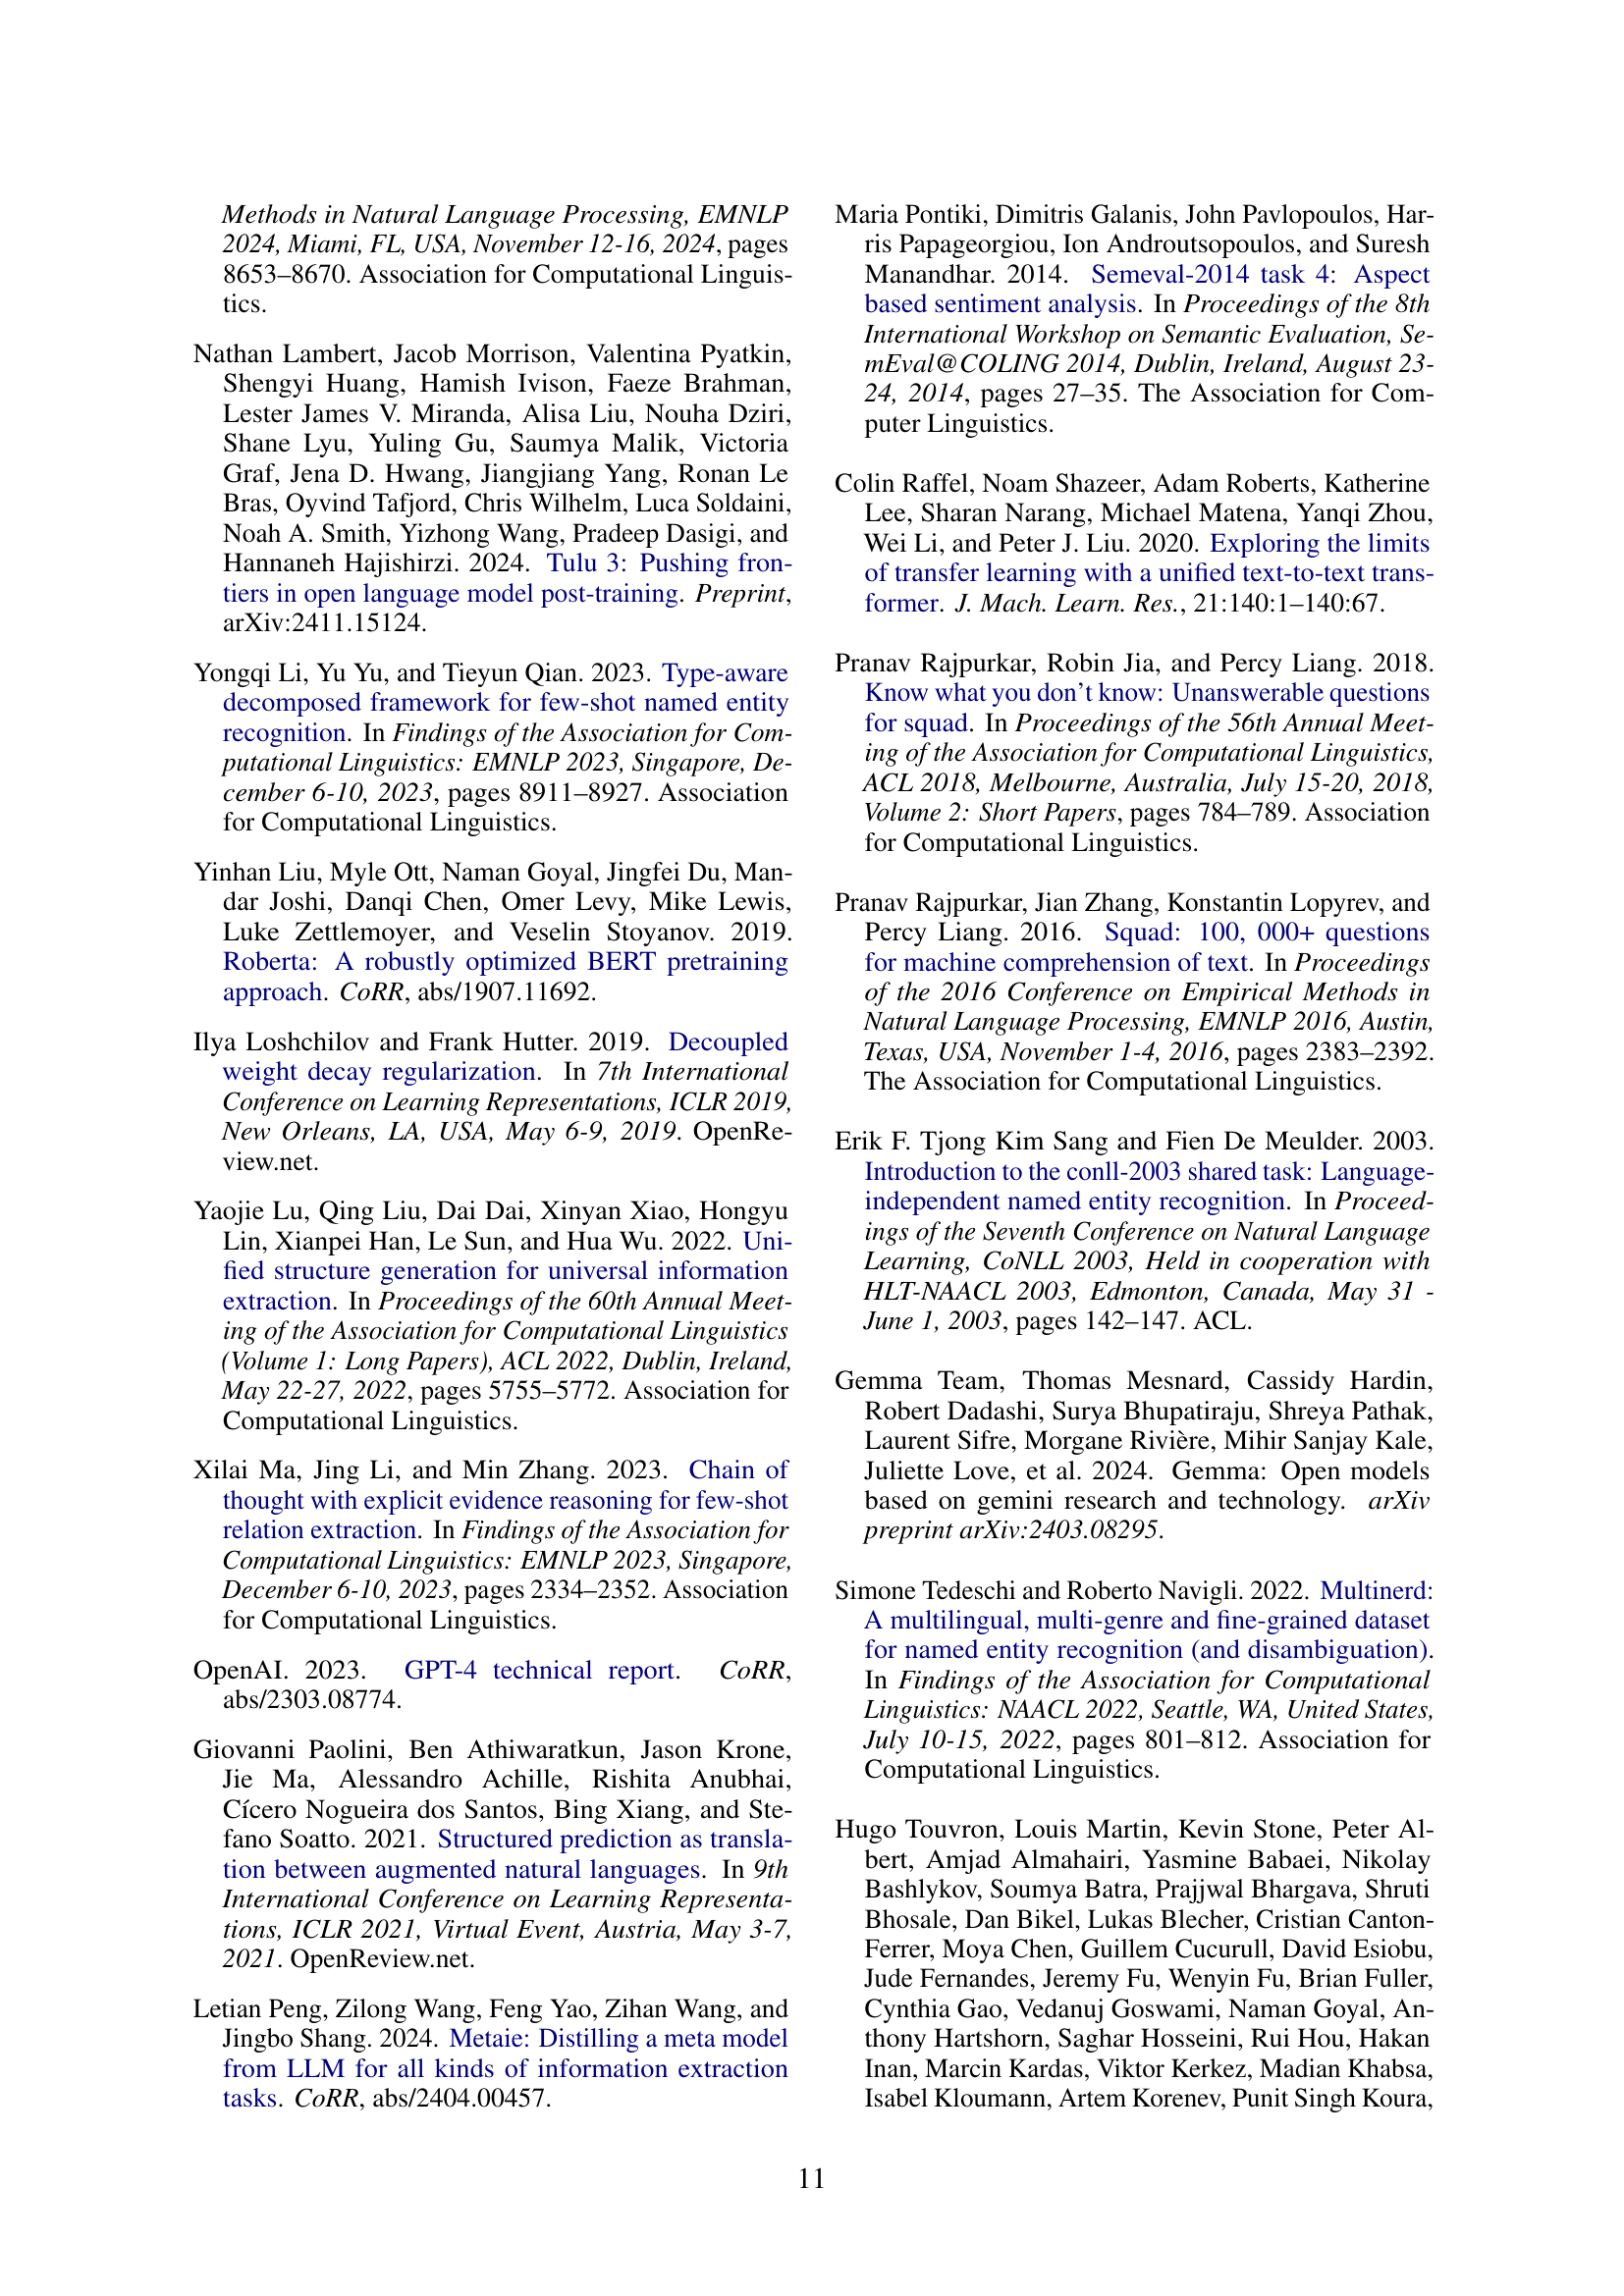 Methods in Natural Language Processing, EMNLP
2024, Miami, FL, USA, November 12-16, 2024, pages
8653–8670. Association for Computational Linguis-
tics.
Nathan Lambert, Jacob Morrison, Valentina Pyatkin,
Shengyi Huang, Hamish Ivison, Faeze Brahman,
Lester James V. Miranda, Alisa Liu, Nouha Dziri,
Shane Lyu, Yuling Gu, Saumya Malik, Victoria
Graf, Jena D. Hwang, Jiangjiang Yang, Ronan Le
Bras, Oyvind Tafjord, Chris Wilhelm, Luca Soldaini,
Noah A. Smith, Yizhong Wang, Pradeep Dasigi, and
Hannaneh Hajishirzi. 2024. Tulu 3: Pushing fron-
tiers in open language model post-training. Preprint,
arXiv:2411.15124.
Yongqi Li, Yu Yu, and Tieyun Qian. 2023. Type-aware
decomposed framework for few-shot named entity
recognition. In Findings of the Association for Com-
putational Linguistics: EMNLP 2023, Singapore, De-
cember 6-10, 2023, pages 8911–8927. Association
for Computational Linguistics.
Yinhan Liu, Myle Ott, Naman Goyal, Jingfei Du, Man-
dar Joshi, Danqi Chen, Omer Levy, Mike Lewis,
Luke Zettlemoyer, and Veselin Stoyanov. 2019.
Roberta: A robustly optimized BERT pretraining
approach. CoRR, abs/1907.11692.
Ilya Loshchilov and Frank Hutter. 2019. Decoupled
weight decay regularization. In 7th International
Conference on Learning Representations, ICLR 2019,
New Orleans, LA, USA, May 6-9, 2019. OpenRe-
view.net.
Yaojie Lu, Qing Liu, Dai Dai, Xinyan Xiao, Hongyu
Lin, Xianpei Han, Le Sun, and Hua Wu. 2022. Uni-
fied structure generation for universal information
extraction. In Proceedings of the 60th Annual Meet-
ing of the Association for Computational Linguistics
(Volume 1: Long Papers), ACL 2022, Dublin, Ireland,
May 22-27, 2022, pages 5755–5772. Association for
Computational Linguistics.
Xilai Ma, Jing Li, and Min Zhang. 2023. Chain of
thought with explicit evidence reasoning for few-shot
relation extraction. In Findings of the Association for
Computational Linguistics: EMNLP 2023, Singapore,
December 6-10, 2023, pages 2334–2352. Association
for Computational Linguistics.
OpenAI. 2023. GPT-4 technical report. CoRR,
abs/2303.08774.
Giovanni Paolini, Ben Athiwaratkun, Jason Krone,
Jie Ma, Alessandro Achille, Rishita Anubhai,
Cícero Nogueira dos Santos, Bing Xiang, and Ste-
fano Soatto. 2021. Structured prediction as transla-
tion between augmented natural languages. In 9th
International Conference on Learning Representa-
tions, ICLR 2021, Virtual Event, Austria, May 3-7,
2021. OpenReview.net.
Letian Peng, Zilong Wang, Feng Yao, Zihan Wang, and
Jingbo Shang. 2024. Metaie: Distilling a meta model
from LLM for all kinds of information extraction
tasks. CoRR, abs/2404.00457.
Maria Pontiki, Dimitris Galanis, John Pavlopoulos, Har-
ris Papageorgiou, Ion Androutsopoulos, and Suresh
Manandhar. 2014. Semeval-2014 task 4: Aspect
based sentiment analysis. In Proceedings of the 8th
International Workshop on Semantic Evaluation, Se-
mEval@COLING 2014, Dublin, Ireland, August 23-
24, 2014, pages 27–35. The Association for Com-
puter Linguistics.
Colin Raffel, Noam Shazeer, Adam Roberts, Katherine
Lee, Sharan Narang, Michael Matena, Yanqi Zhou,
Wei Li, and Peter J. Liu. 2020. Exploring the limits
of transfer learning with a unified text-to-text trans-
former. J. Mach. Learn. Res., 21:140:1–140:67.
Pranav Rajpurkar, Robin Jia, and Percy Liang. 2018.
Know what you don't know: Unanswerable questions
for squad. In Proceedings of the 56th Annual Meet-
ing of the Association for Computational Linguistics,
ACL 2018, Melbourne, Australia, July 15-20, 2018,
Volume 2: Short Papers, pages 784–789. Association
for Computational Linguistics.
Pranav Rajpurkar, Jian Zhang, Konstantin Lopyrev, and
Percy Liang. 2016. Squad: 100, 000+ questions
for machine comprehension of text. In Proceedings
of the 2016 Conference on Empirical Methods in
Natural Language Processing, EMNLP 2016, Austin,
Texas, USA, November 1-4, 2016, pages 2383–2392.
The Association for Computational Linguistics.
Erik F. Tjong Kim Sang and Fien De Meulder. 2003.
Introduction to the conll-2003 shared task: Language-
independent named entity recognition. In Proceed-
ings of the Seventh Conference on Natural Language
Learning, CoNLL 2003, Held in cooperation with
HLT-NAACL 2003, Edmonton, Canada, May 31 -
June 1, 2003, pages 142–147. ACL.
Gemma Team, Thomas Mesnard, Cassidy Hardin,
Robert Dadashi, Surya Bhupatiraju, Shreya Pathak,
Laurent Sifre, Morgane Rivière, Mihir Sanjay Kale,
Juliette Love, et al. 2024. Gemma: Open models
based on gemini research and technology. arXiv
preprint arXiv:2403.08295.
Simone Tedeschi and Roberto Navigli. 2022. Multinerd:
A multilingual, multi-genre and fine-grained dataset
for named entity recognition (and disambiguation).
In Findings of the Association for Computational
Linguistics: NAACL 2022, Seattle, WA, United States,
July 10-15, 2022, pages 801–812. Association for
Computational Linguistics.
Hugo Touvron, Louis Martin, Kevin Stone, Peter Al-
bert, Amjad Almahairi, Yasmine Babaei, Nikolay
Bashlykov, Soumya Batra, Prajjwal Bhargava, Shruti
Bhosale, Dan Bikel, Lukas Blecher, Cristian Canton-
Ferrer, Moya Chen, Guillem Cucurull, David Esiobu,
Jude Fernandes, Jeremy Fu, Wenyin Fu, Brian Fuller,
Cynthia Gao, Vedanuj Goswami, Naman Goyal, An-
thony Hartshorn, Saghar Hosseini, Rui Hou, Hakan
Inan, Marcin Kardas, Viktor Kerkez, Madian Khabsa,
Isabel Kloumann, Artem Korenev, Punit Singh Koura,
11